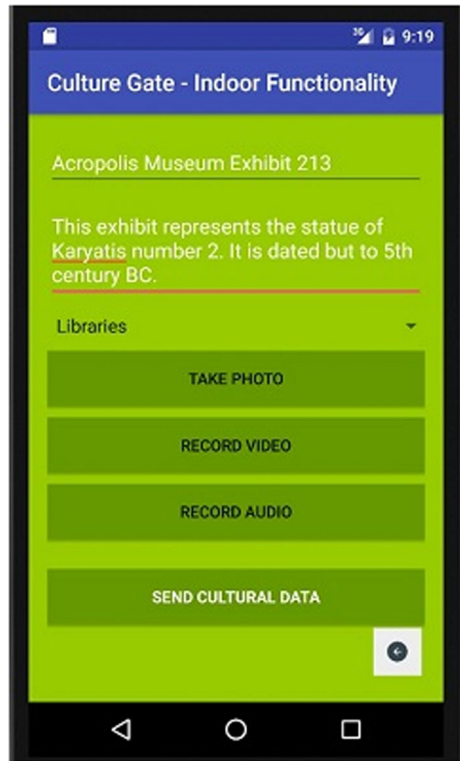 3G 9:19
Culture Gate - Indoor Functionality
Acropolis Museum Exhibit 213
This exhibit represents the statue of
Karyatis number 2. It is dated but to 5th
century BC.
Libraries
TAKE PHOTO
RECORD VIDEO
RECORD AUDIO
SEND CULTURAL DATA